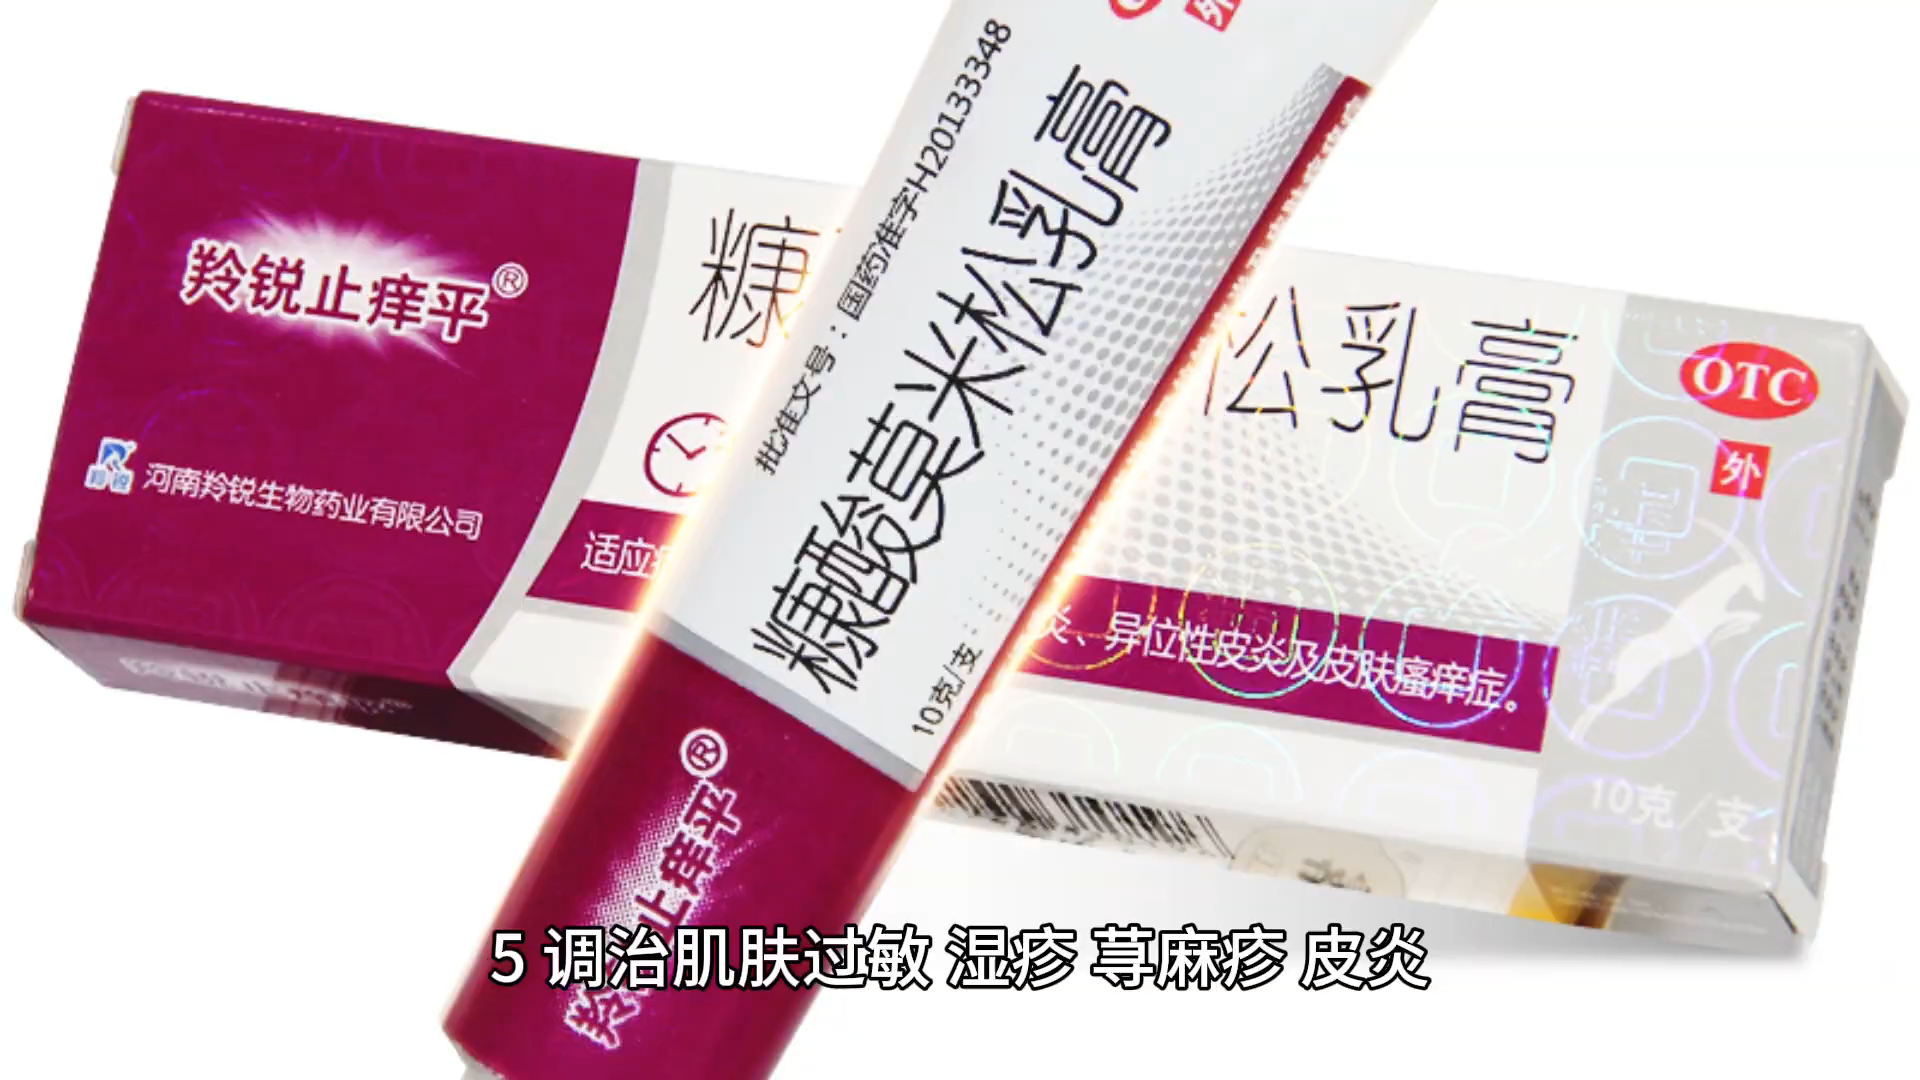 羚锐止痒平®
河南羚锐生物药业有限公司
糠
松乳膏
OTC
外
适应
炎、异位性皮炎及皮肤瘙痒症。
10克/支
外
批准文号：国药准字H20133348
糠酸莫米松乳膏
10克/支
羚锐止痒平®
5 调治肌肤过敏 湿疹 荨麻疹 皮炎